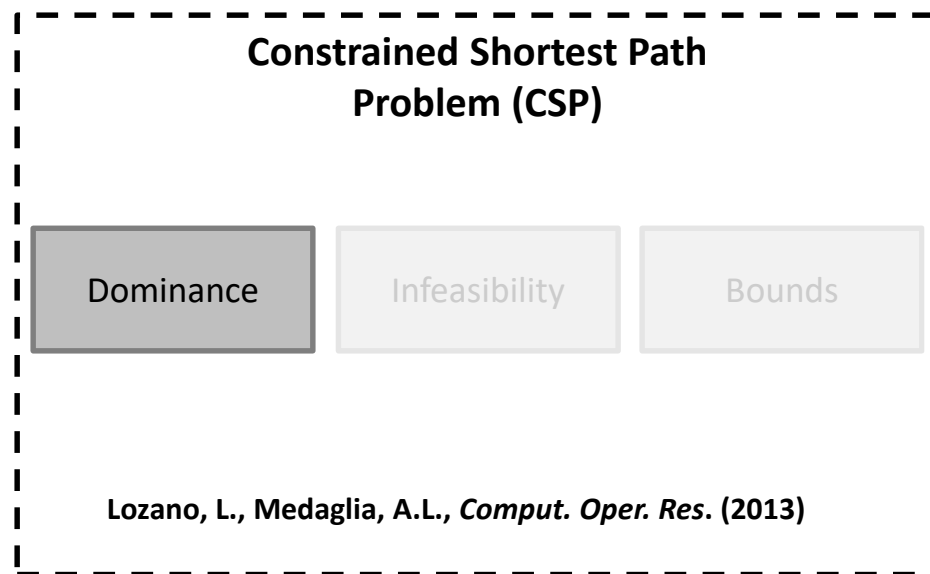 Constrained Shortest Path
Problem (CSP)
Dominance
Infeasibility
Bounds
Lozano, L., Medaglia, A.L., Comput. Oper. Res. (2013)